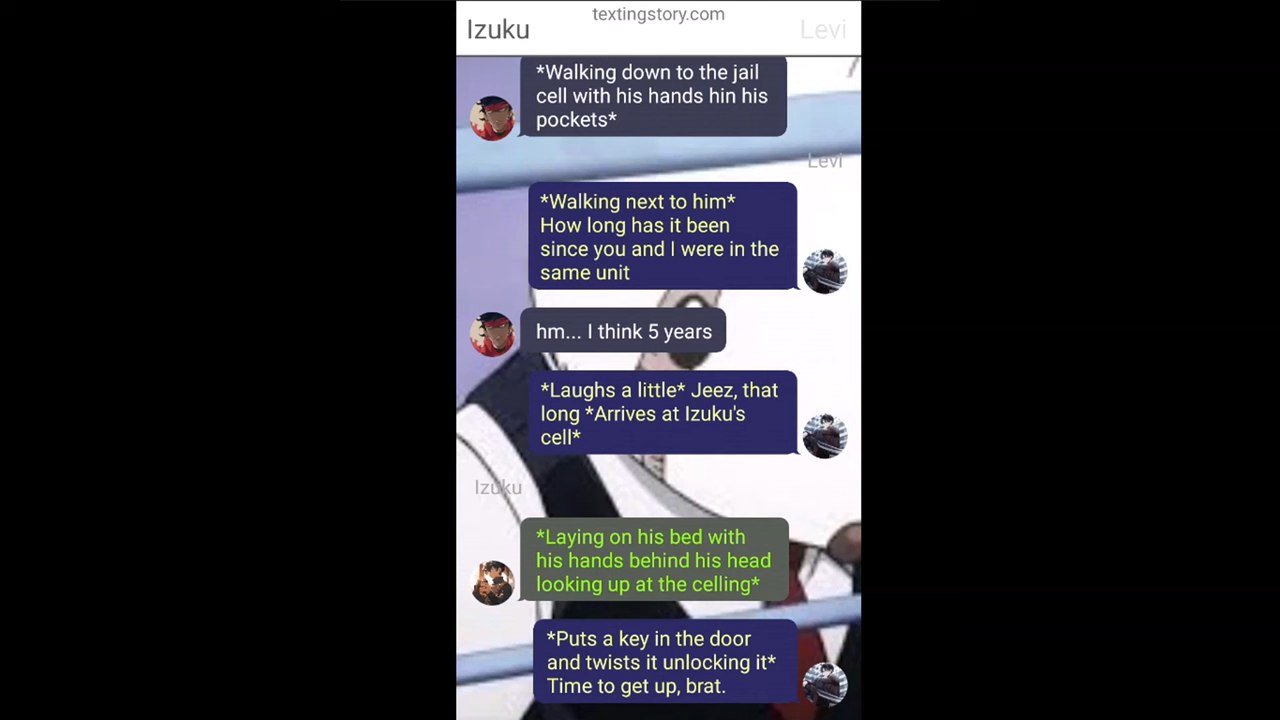 textingstory.com
Izuku
Levi
*Walking down to the jail
cell with his hands hin his
pockets*
Levi
*Walking next to him*
How long has it been
since you and I were in the
same unit
hm... I think 5 years
*Laughs a little* Jeez, that
long *Arrives at Izuku's
cell*
Izuku
*Laying on his bed with
his hands behind his head
looking up at the celling*
*Puts a key in the door
and twists it unlocking it*
Time to get up, brat.